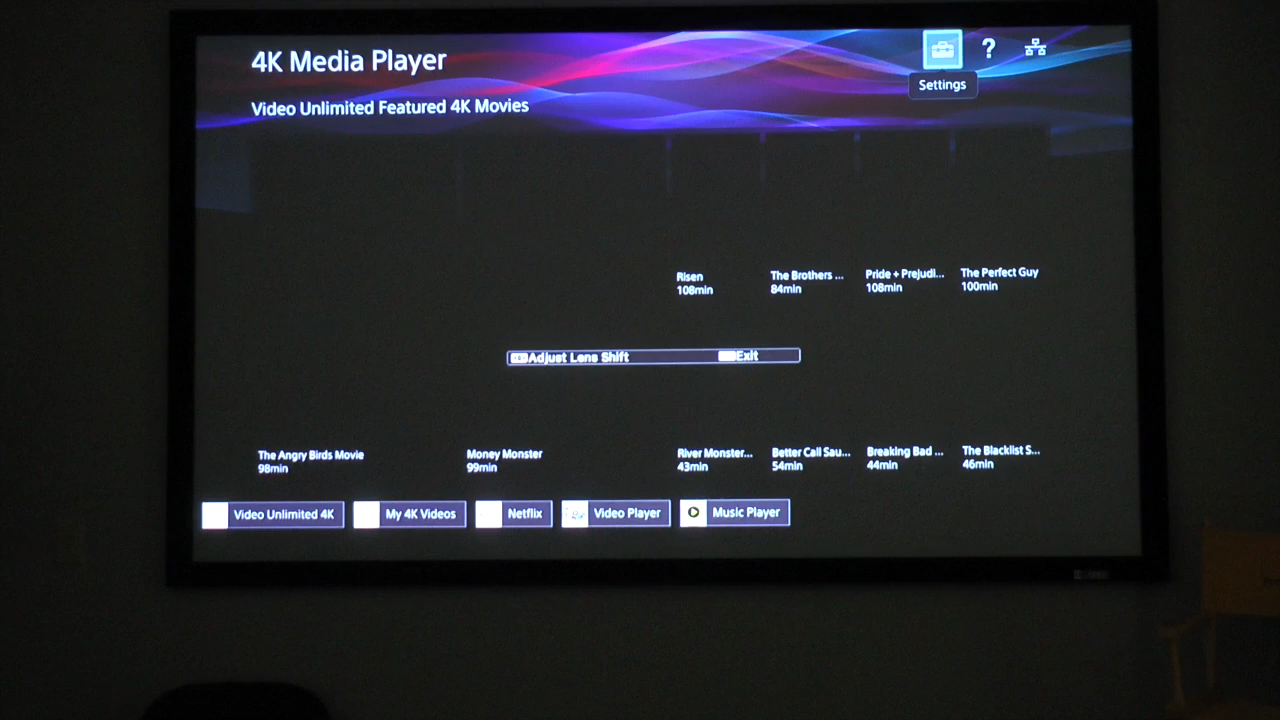 4K Media Player
Settings
Video Unlimited Featured 4K Movies
Risen
108min
The Brothers ...
84min
Pride + Prejudi...
108min
The Perfect Guy
100min
Adjust Lens Shift
Exit
The Angry Birds Movie
98min
Money Monster
99min
River Monster...
43min
Better Call Sau...
54min
Breaking Bad ...
44min
The Blacklist S...
46min
Video Unlimited 4K
My 4K Videos
Netflix
Video Player
Music Player